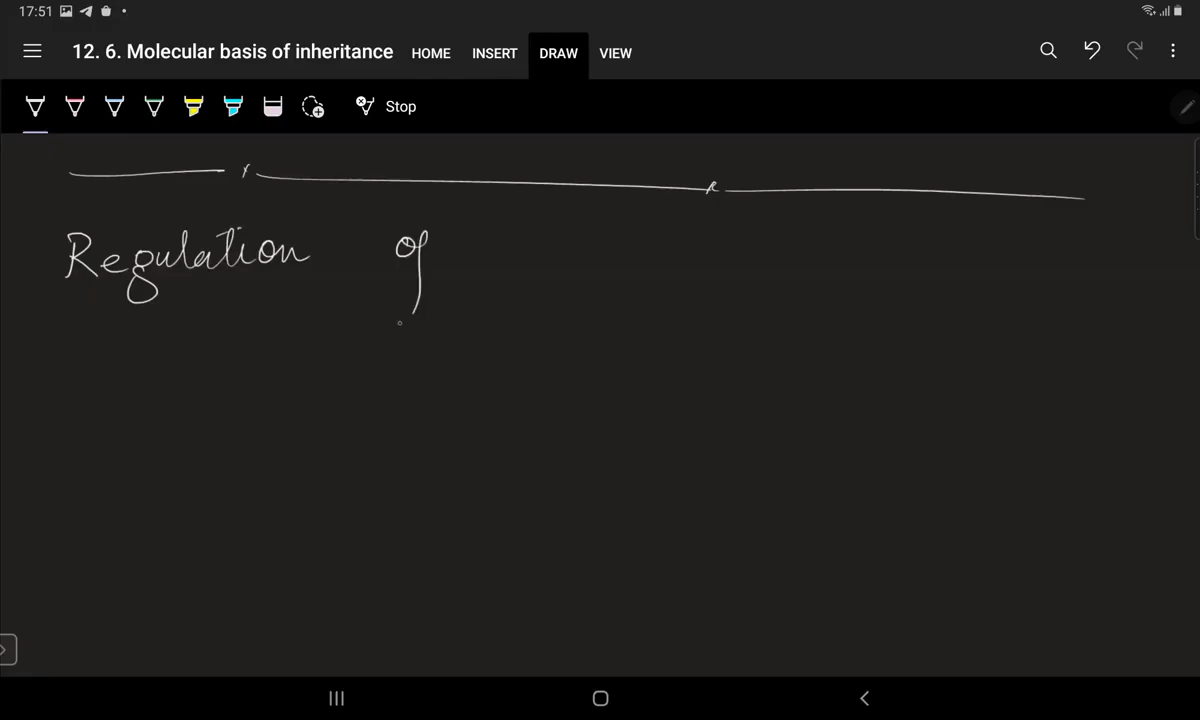 17:51
12. 6. Molecular basis of inheritance HOME INSERT DRAW VIEW
Stop
Regulation of